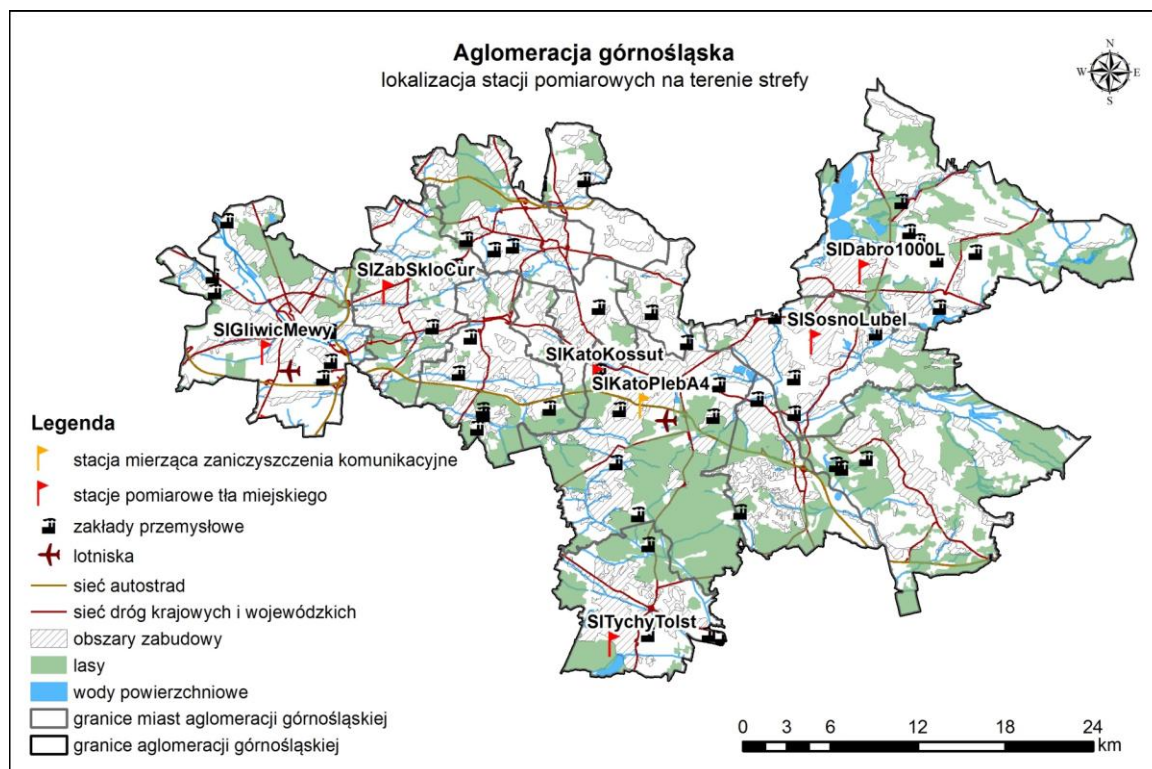 Aglomeracja górnośląska
lokalizacja stacji pomiarowych na terenie strefy
N
W E
S
SlDabro1000L
SlZabSkloCur
SlSosnoLubel
SlGliwicMewy
SlKatoKossut
SlKatoPlebA4
SlTychyTolst
Legenda
stacja mierząca zaniczyszczenia komunikacyjne
stacje pomiarowe tła miejskiego
zakłady przemysłowe
lotniska
sieć autostrad
sieć dróg krajowych i wojewódzkich
obszary zabudowy
lasy
wody powierzchniowe
granice miast aglomeracji górnośląskiej
granice aglomeracji górnośląskiej
0 3 6 12 18 24
km